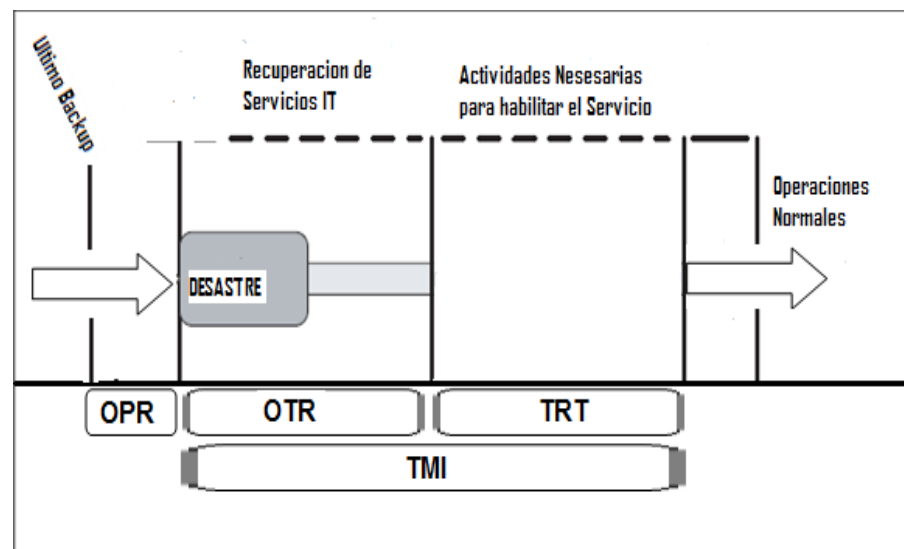 Ultimo Backup
Recuperacion de
Servicios IT
Actividades Nesesarias
para habilitar el Servicio
Operaciones
Normales
DESASTRE
OPR
OTR
TRT
TMI